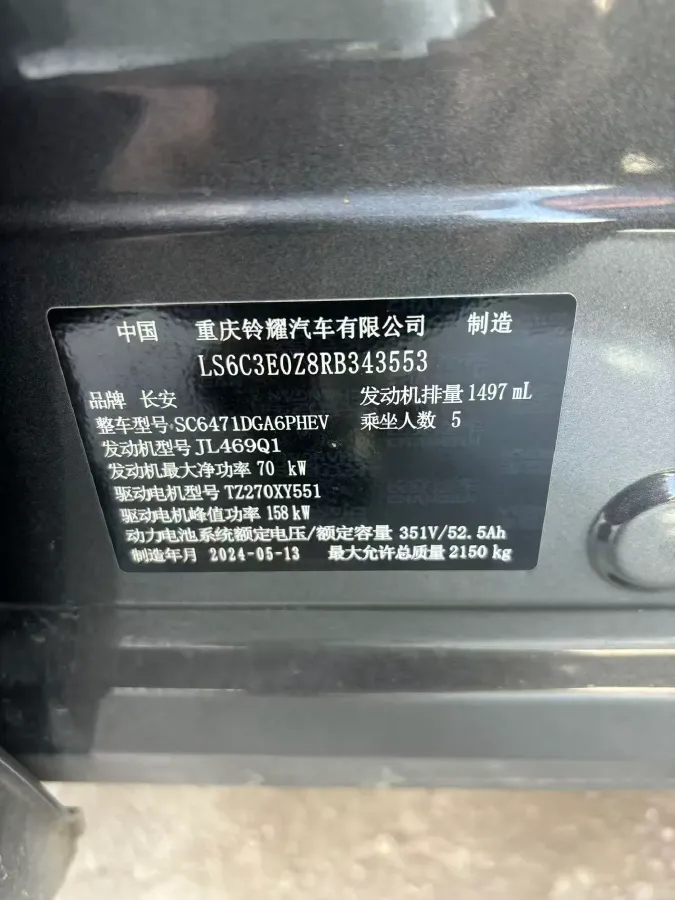 中国 重庆铃耀汽车有限公司 制造
LS6C3E0Z8RB343553
品牌 长安 发动机排量 1497 mL
整车型号 SC6471DGA6PHEV 乘坐人数 5
发动机型号 JL469Q1
发动机最大净功率 70 kW
驱动电机型号 TZ270XY551
驱动电机峰值功率 158 kW
动力电池系统额定电压/额定容量 351V/52.5Ah
制造年月 2024-05-13 最大允许总质量 2150 kg